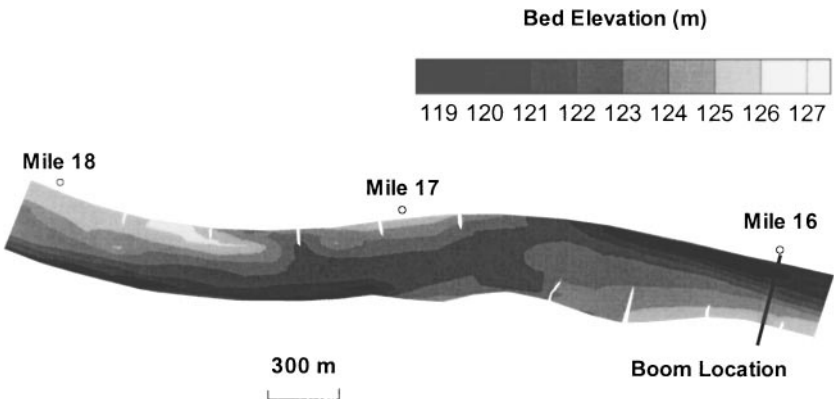 Bed Elevation (m)
119 120 121 122 123 124 125 126 127
Mile 18
Mile 17
Mile 16
300 m
Boom Location